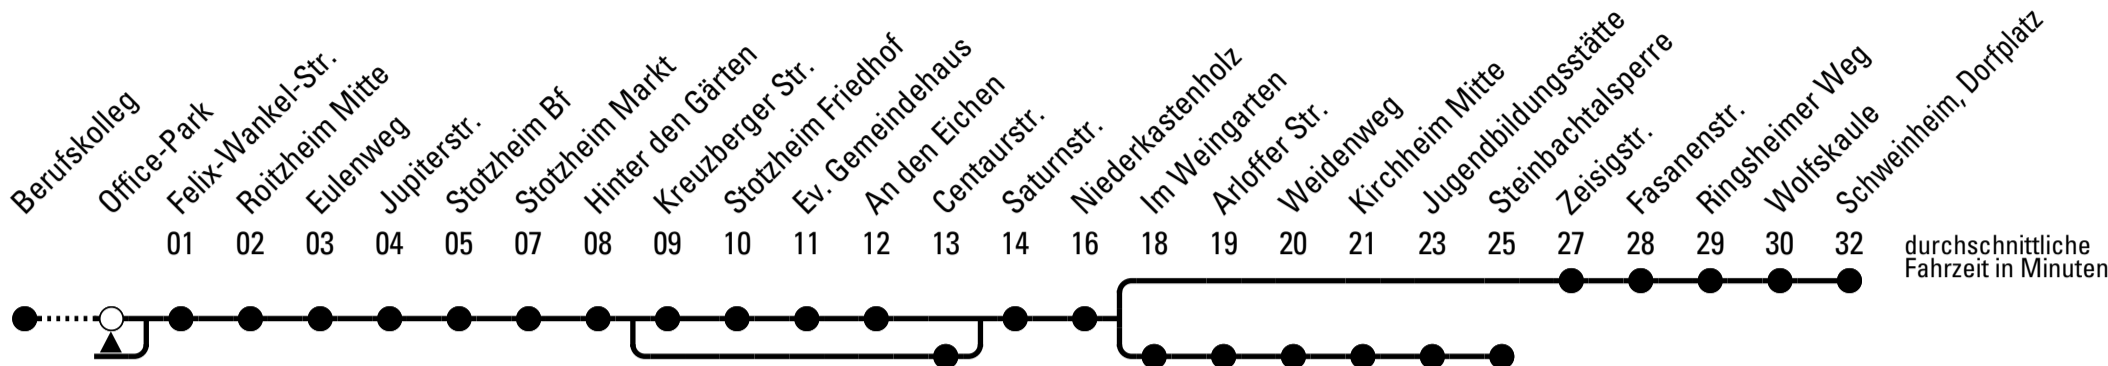 Berufskolleg
Office-Park
Felix-Wankel-Str.
Roitzheim Mitte
Eulenweg
Jupiterstr.
Stotzheim Bf
Stotzheim Markt
Hinter den Gärten
Kreuzberger Str.
Stotzheim Friedhof
Ev. Gemeindehaus
An den Eichen
Centaurstr.
Saturnstr.
Niederkastenholz
Im Weingarten
Arloffer Str.
Weidenweg
Kirchheim Mitte
Jugendbildungsstätte
Steinbachtalsperre
Zeisigstr.
Fasanenstr.
Ringsheimer Weg
Wolfskaule
Schweinheim, Dorfplatz
01 02 03 04 05 07 08 09 10 11 12 13 14 16 18 19 20 21 23 25 27 28 29 30 32
durchschnittliche
Fahrzeit in Minuten